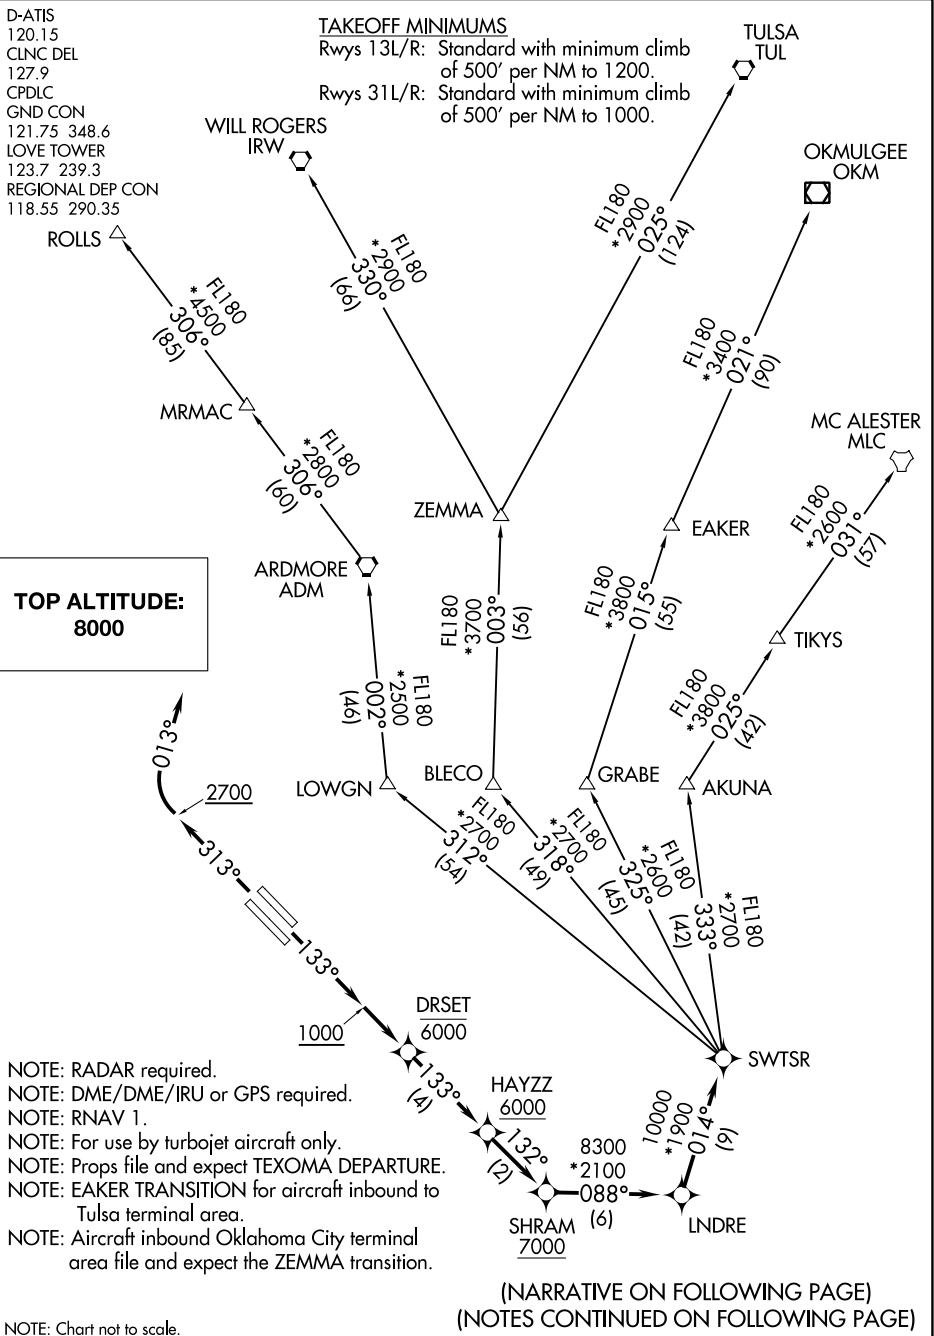 D-ATIS
120.15
CLNC DEL
127.9
CPDLC
GND CON
121.75 348.6
LOVE TOWER
123.7 239.3
REGIONAL DEP CON
118.55 290.35
TAKEOFF MINIMUMS
Rwys 13L/R: Standard with minimum climb
of 500' per NM to 1200.
Rwys 31L/R: Standard with minimum climb
of 500' per NM to 1000.
TULSA
TUL
WILL ROGERS
IRW
OKMULGEE
OKM
ROLLS
FL180
*4500
306°
(85)
FL180
*2900
330°
(66)
FL180
*2900
025°
(124)
FL180
*3400
021°
(90)
MRMAC
FL180
*2800
306°
(60)
MC ALESTER
MLC
ZEMMA
EAKER
FL180
*2600
031°
(57)
ARDMORE
ADM
TOP ALTITUDE:
8000
FL180
*3700
003°
(56)
FL180
*3800
015°
(55)
TIKYS
FL180
*2500
002°
(46)
FL180
*3800
025°
(42)
013°
2700
LOWGN
BLECO
GRABE
AKUNA
FL180
*2700
312°
(54)
FL180
*2700
318°
(49)
FL180
*2600
325°
(45)
FL180
*2700
333°
(42)
313°
133°
1000
DRSET
6000
SWTSR
133°
(4)
HAYZZ
6000
132°
(2)
10000
*1900
014°
(9)
8300
*2100
088°
(6)
SHRAM
7000
LNDRE
NOTE: RADAR required.
NOTE: DME/DME/IRU or GPS required.
NOTE: RNAV 1.
NOTE: For use by turbojet aircraft only.
NOTE: Props file and expect TEXOMA DEPARTURE.
NOTE: EAKER TRANSITION for aircraft inbound to
Tulsa terminal area.
NOTE: Aircraft inbound Oklahoma City terminal
area file and expect the ZEMMA transition.
(NARRATIVE ON FOLLOWING PAGE)
(NOTES CONTINUED ON FOLLOWING PAGE)
NOTE: Chart not to scale.